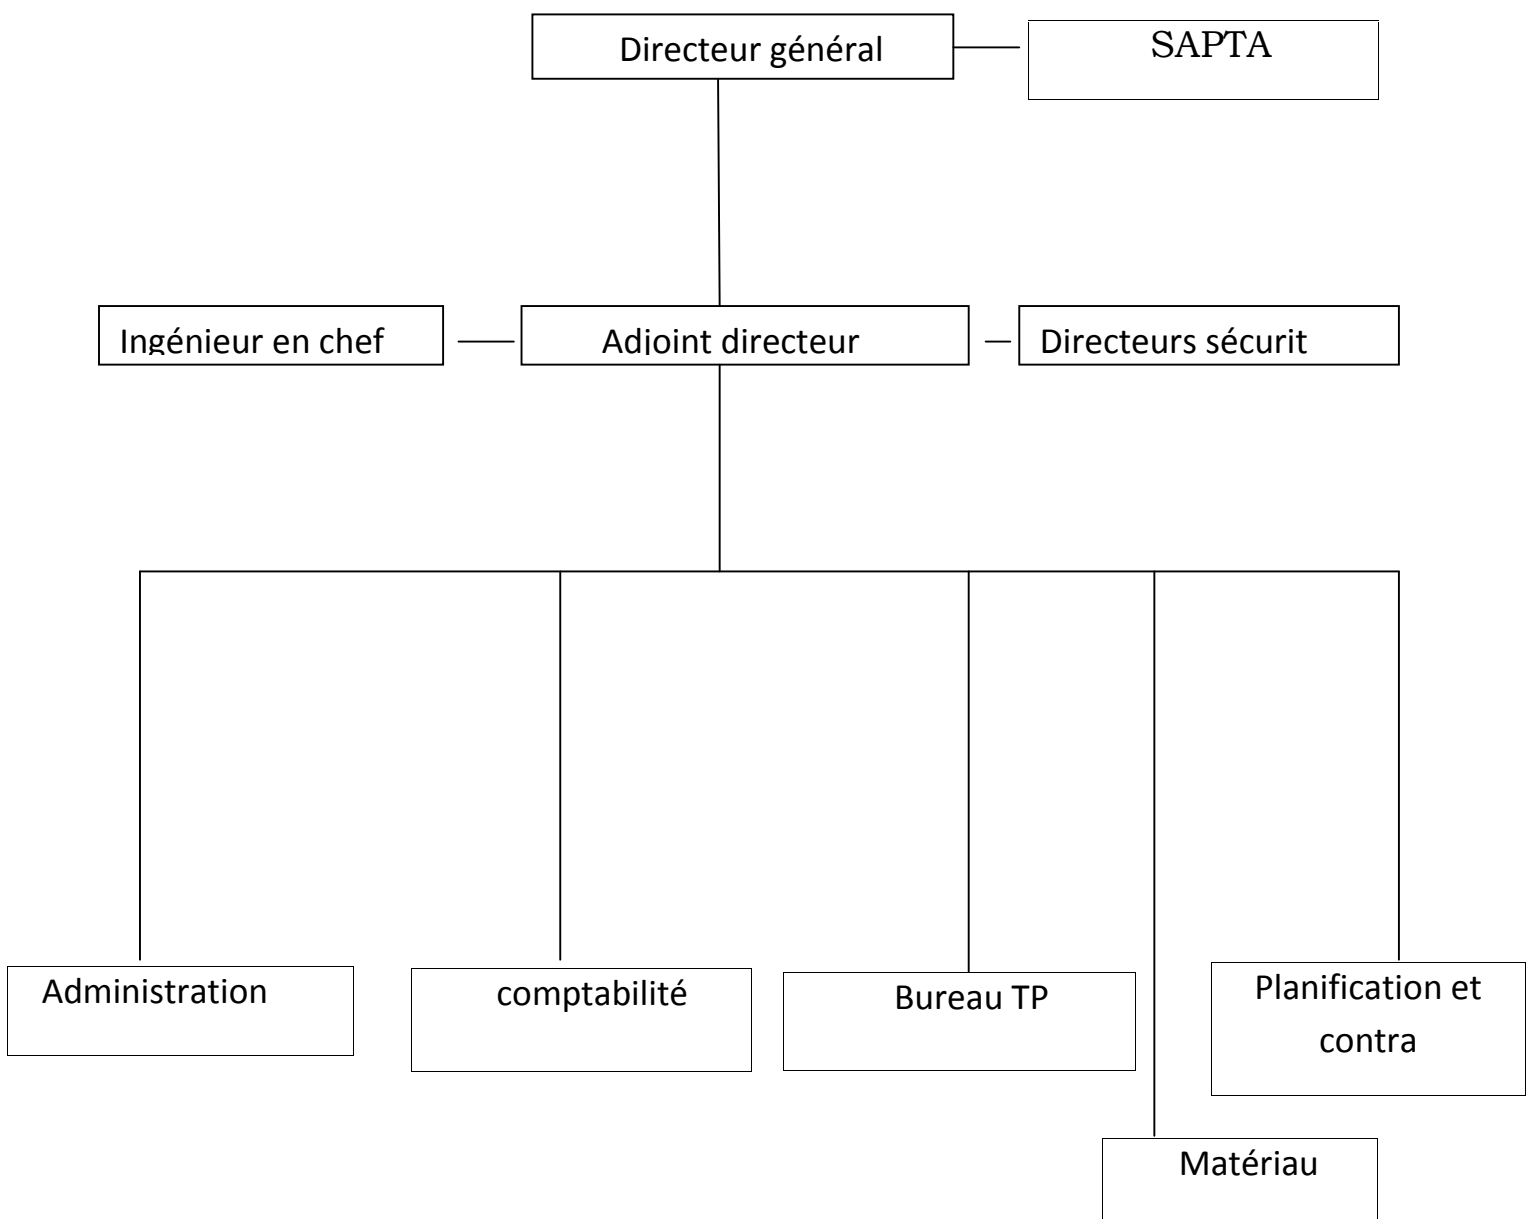 Directeur général
SAPTA
Ingénieur en chef
Adjoint directeur
Directeurs sécurit
Administration
comptabilité
Bureau TP
Planification et
contra
Matériau